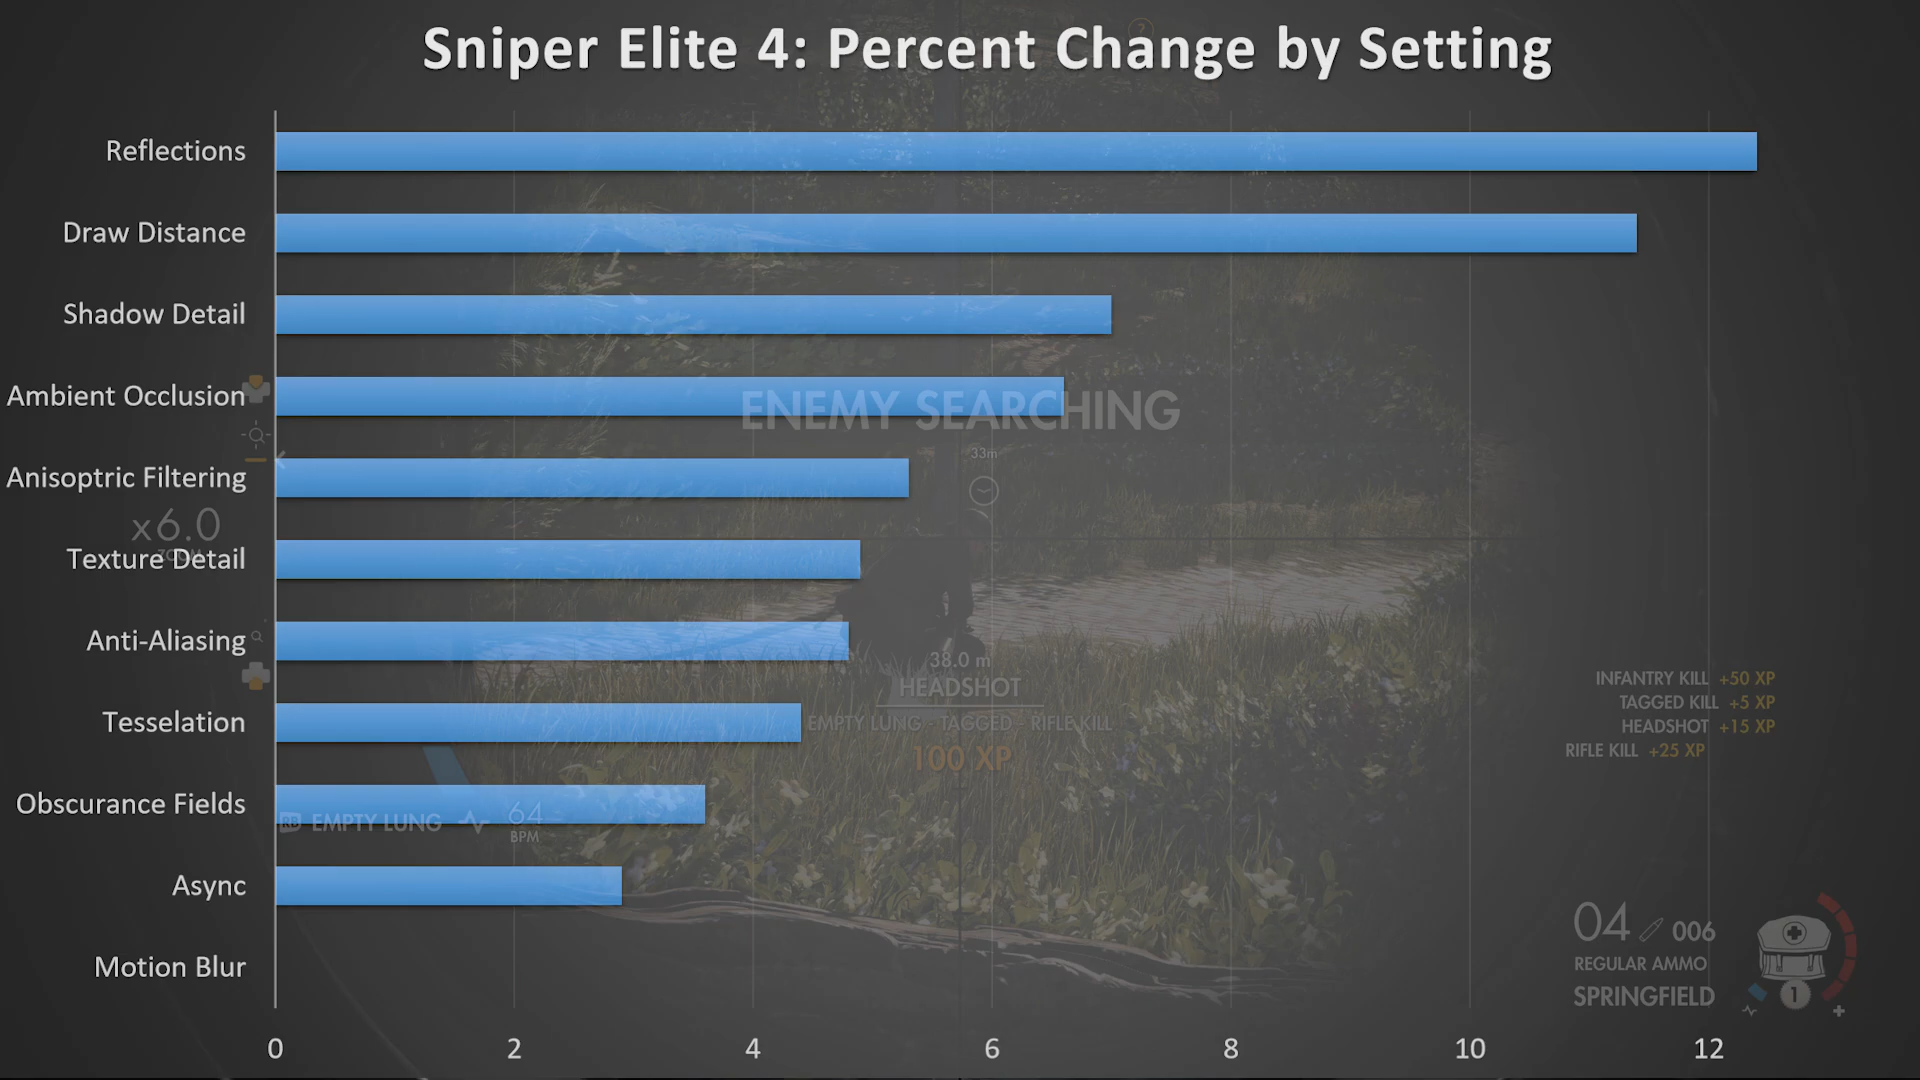 Sniper Elite 4: Percent Change by Setting
Reflections
Draw Distance
Shadow Detail
Ambient Occlusion
ENEMY SEARCHING
33m
Anisoptric Filtering
x6.0
Texture Detail
Anti-Aliasing
38.0 m
HEADSHOT
INFANTRY KILL +50 XP
TAGGED KILL +5 XP
HEADSHOT +15 XP
RIFLE KILL +25 XP
Tesselation
EMPTY LUNG - TAGGED - RIFLE KILL
100 XP
Obscurance Fields
RB EMPTY LUNG 64
BPM
Async
04 006
REGULAR AMMO
SPRINGFIELD
1
Motion Blur
0 2 4 6 8 10 12